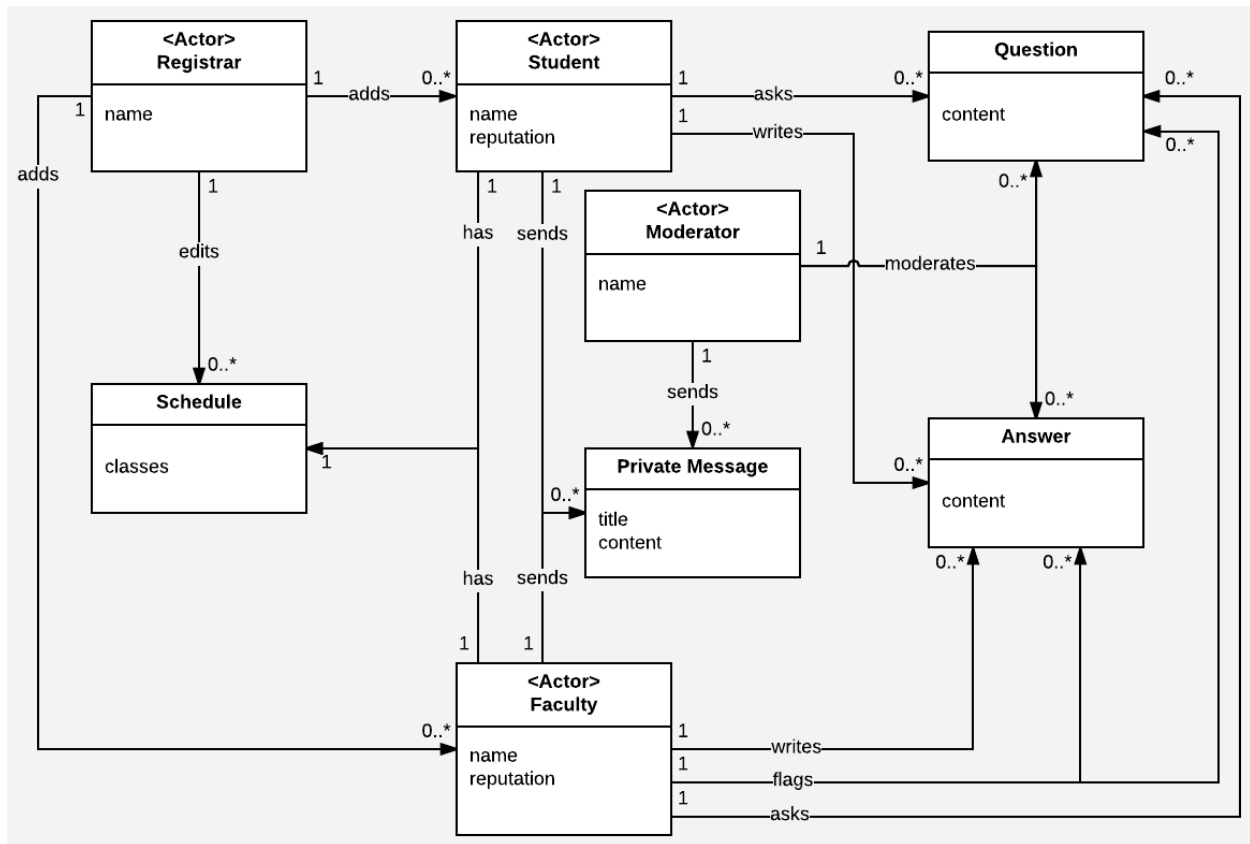 <Actor>
Registrar
name
<Actor>
Student
name
reputation
Question
content
1
adds
0..*
1
asks
0..*
0..*
1
writes
0..*
1
adds
1
edits
0..*
1
has
1
sends
0..*
<Actor>
Moderator
name
1
moderates
1
sends
0..*
0..*
Schedule
classes
1
Private Message
title
content
0..*
Answer
content
0..*
0..*
0..*
has
1
sends
1
<Actor>
Faculty
name
reputation
0..*
1
writes
1
flags
1
asks